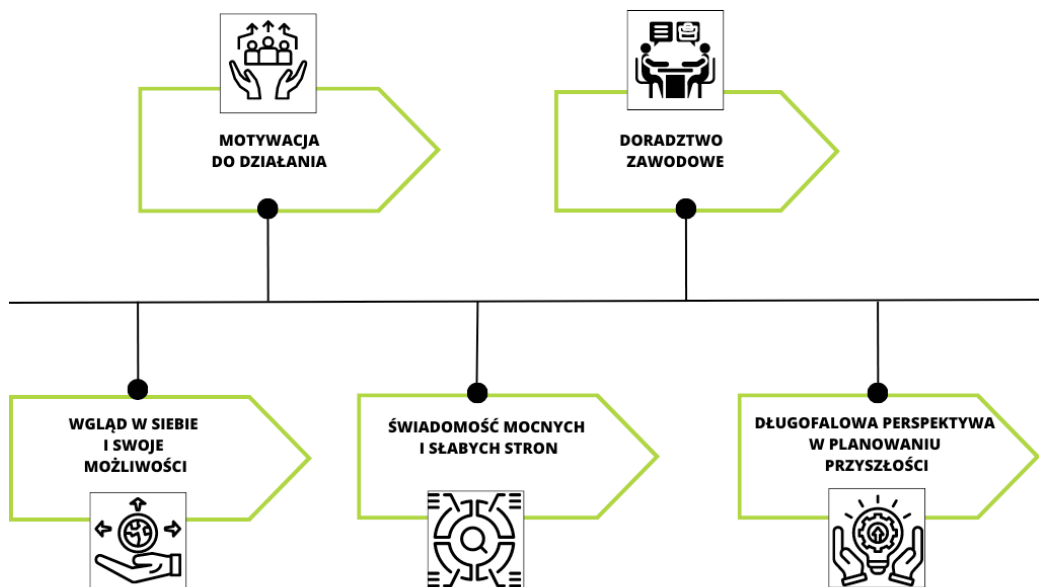 MOTYWACJA
DO DZIAŁANIA
DORADZTWO
ZAWODOWE
WGLĄD W SIEBIE
I SWOJE
MOŻLIWOŚCI
ŚWIADOMOŚĆ MOCNYCH
I SŁABYCH STRON
DŁUGOFALOWA PERSPEKTYWA
W PLANOWANIU
PRZYSZŁOŚCI